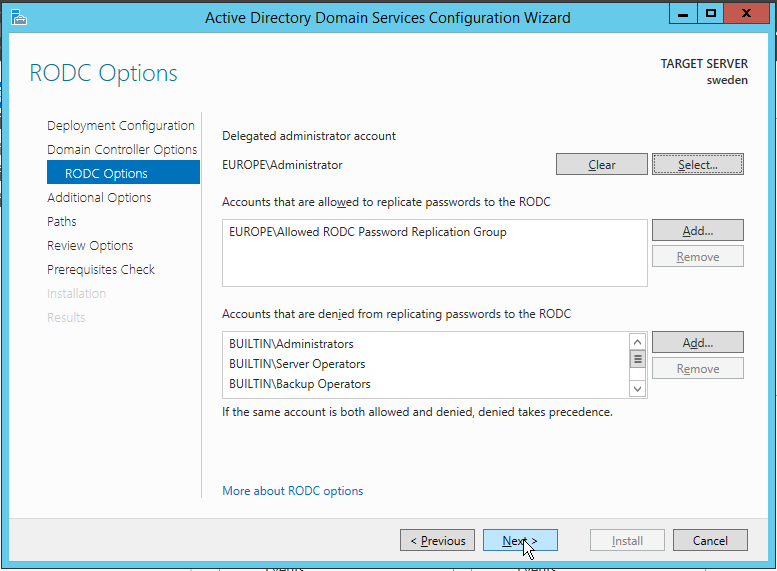 Active Directory Domain Services Configuration Wizard
RODC Options
TARGET SERVER
sweden
Deployment Configuration
Domain Controller Options
RODC Options
Additional Options
Paths
Review Options
Prerequisites Check
Installation
Results
Delegated administrator account
EUROPE\Administrator
Clear
Select...
Accounts that are allowed to replicate passwords to the RODC
EUROPE\Allowed RODC Password Replication Group
Add...
Remove
Accounts that are denied from replicating passwords to the RODC
BUILTIN\Administrators
BUILTIN\Server Operators
BUILTIN\Backup Operators
Add...
Remove
If the same account is both allowed and denied, denied takes precedence.
More about RODC options
< Previous
Next >
Install
Cancel